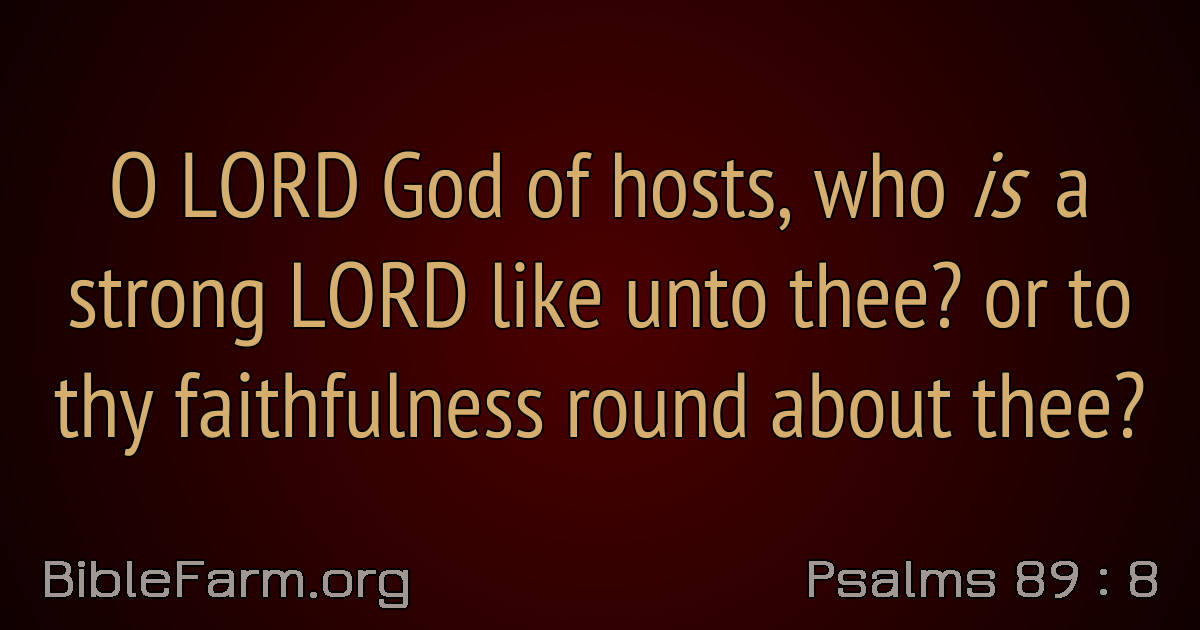 O LORD God of hosts, who is a
strong LORD like unto thee? or to
thy faithfulness round about thee?
BibleFarm.org
Psalms 89 : 8